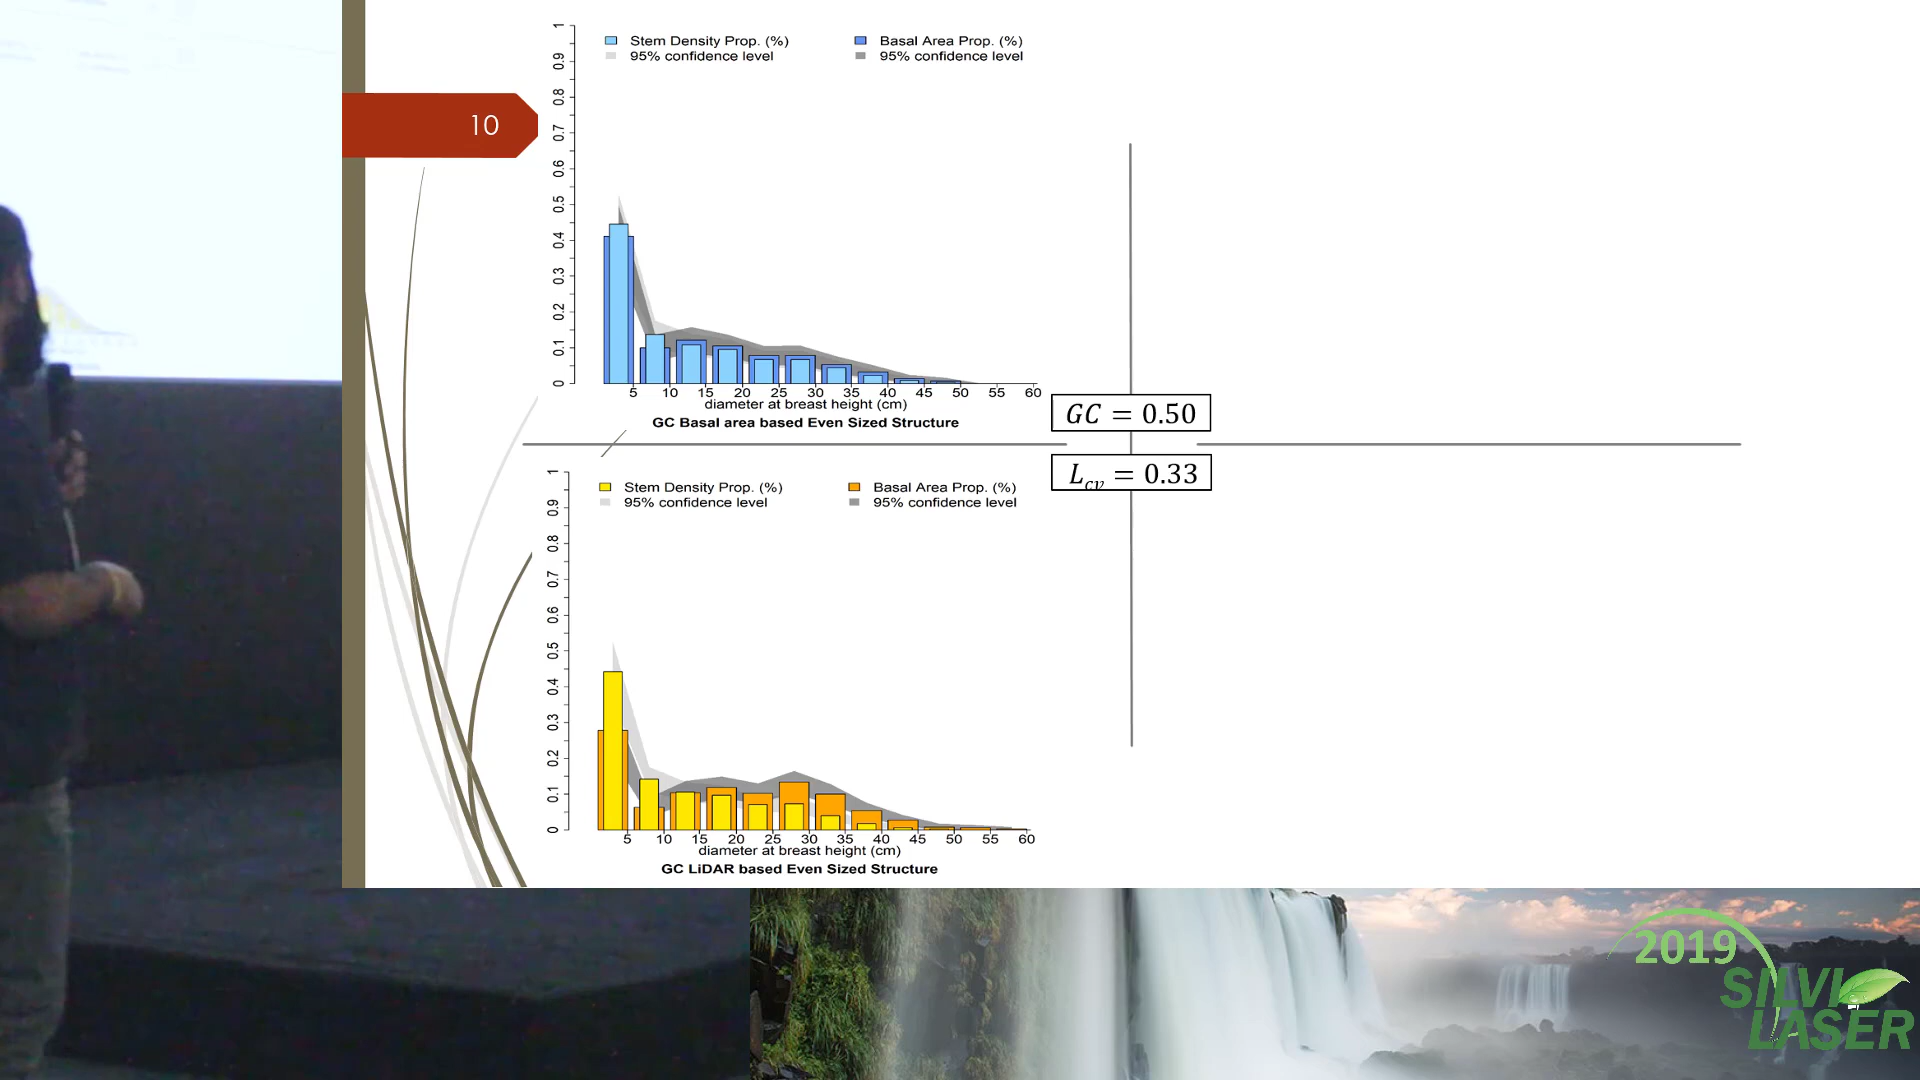 10
1
0.9
0.8
0.7
0.6
0.5
0.4
0.3
0.2
0.1
0
Stem Density Prop. (%)
95% confidence level
Basal Area Prop. (%)
95% confidence level
5 10 15 20 25 30 35 40 45 50 55 60
diameter at breast height (cm)
GC Basal area based Even Sized Structure
GC = 0.50
L_cv = 0.33
1
0.9
0.8
0.7
0.6
0.5
0.4
0.3
0.2
0.1
0
Stem Density Prop. (%)
95% confidence level
Basal Area Prop. (%)
95% confidence level
5 10 15 20 25 30 35 40 45 50 55 60
diameter at breast height (cm)
GC LiDAR based Even Sized Structure
2019
SILVI
LASER